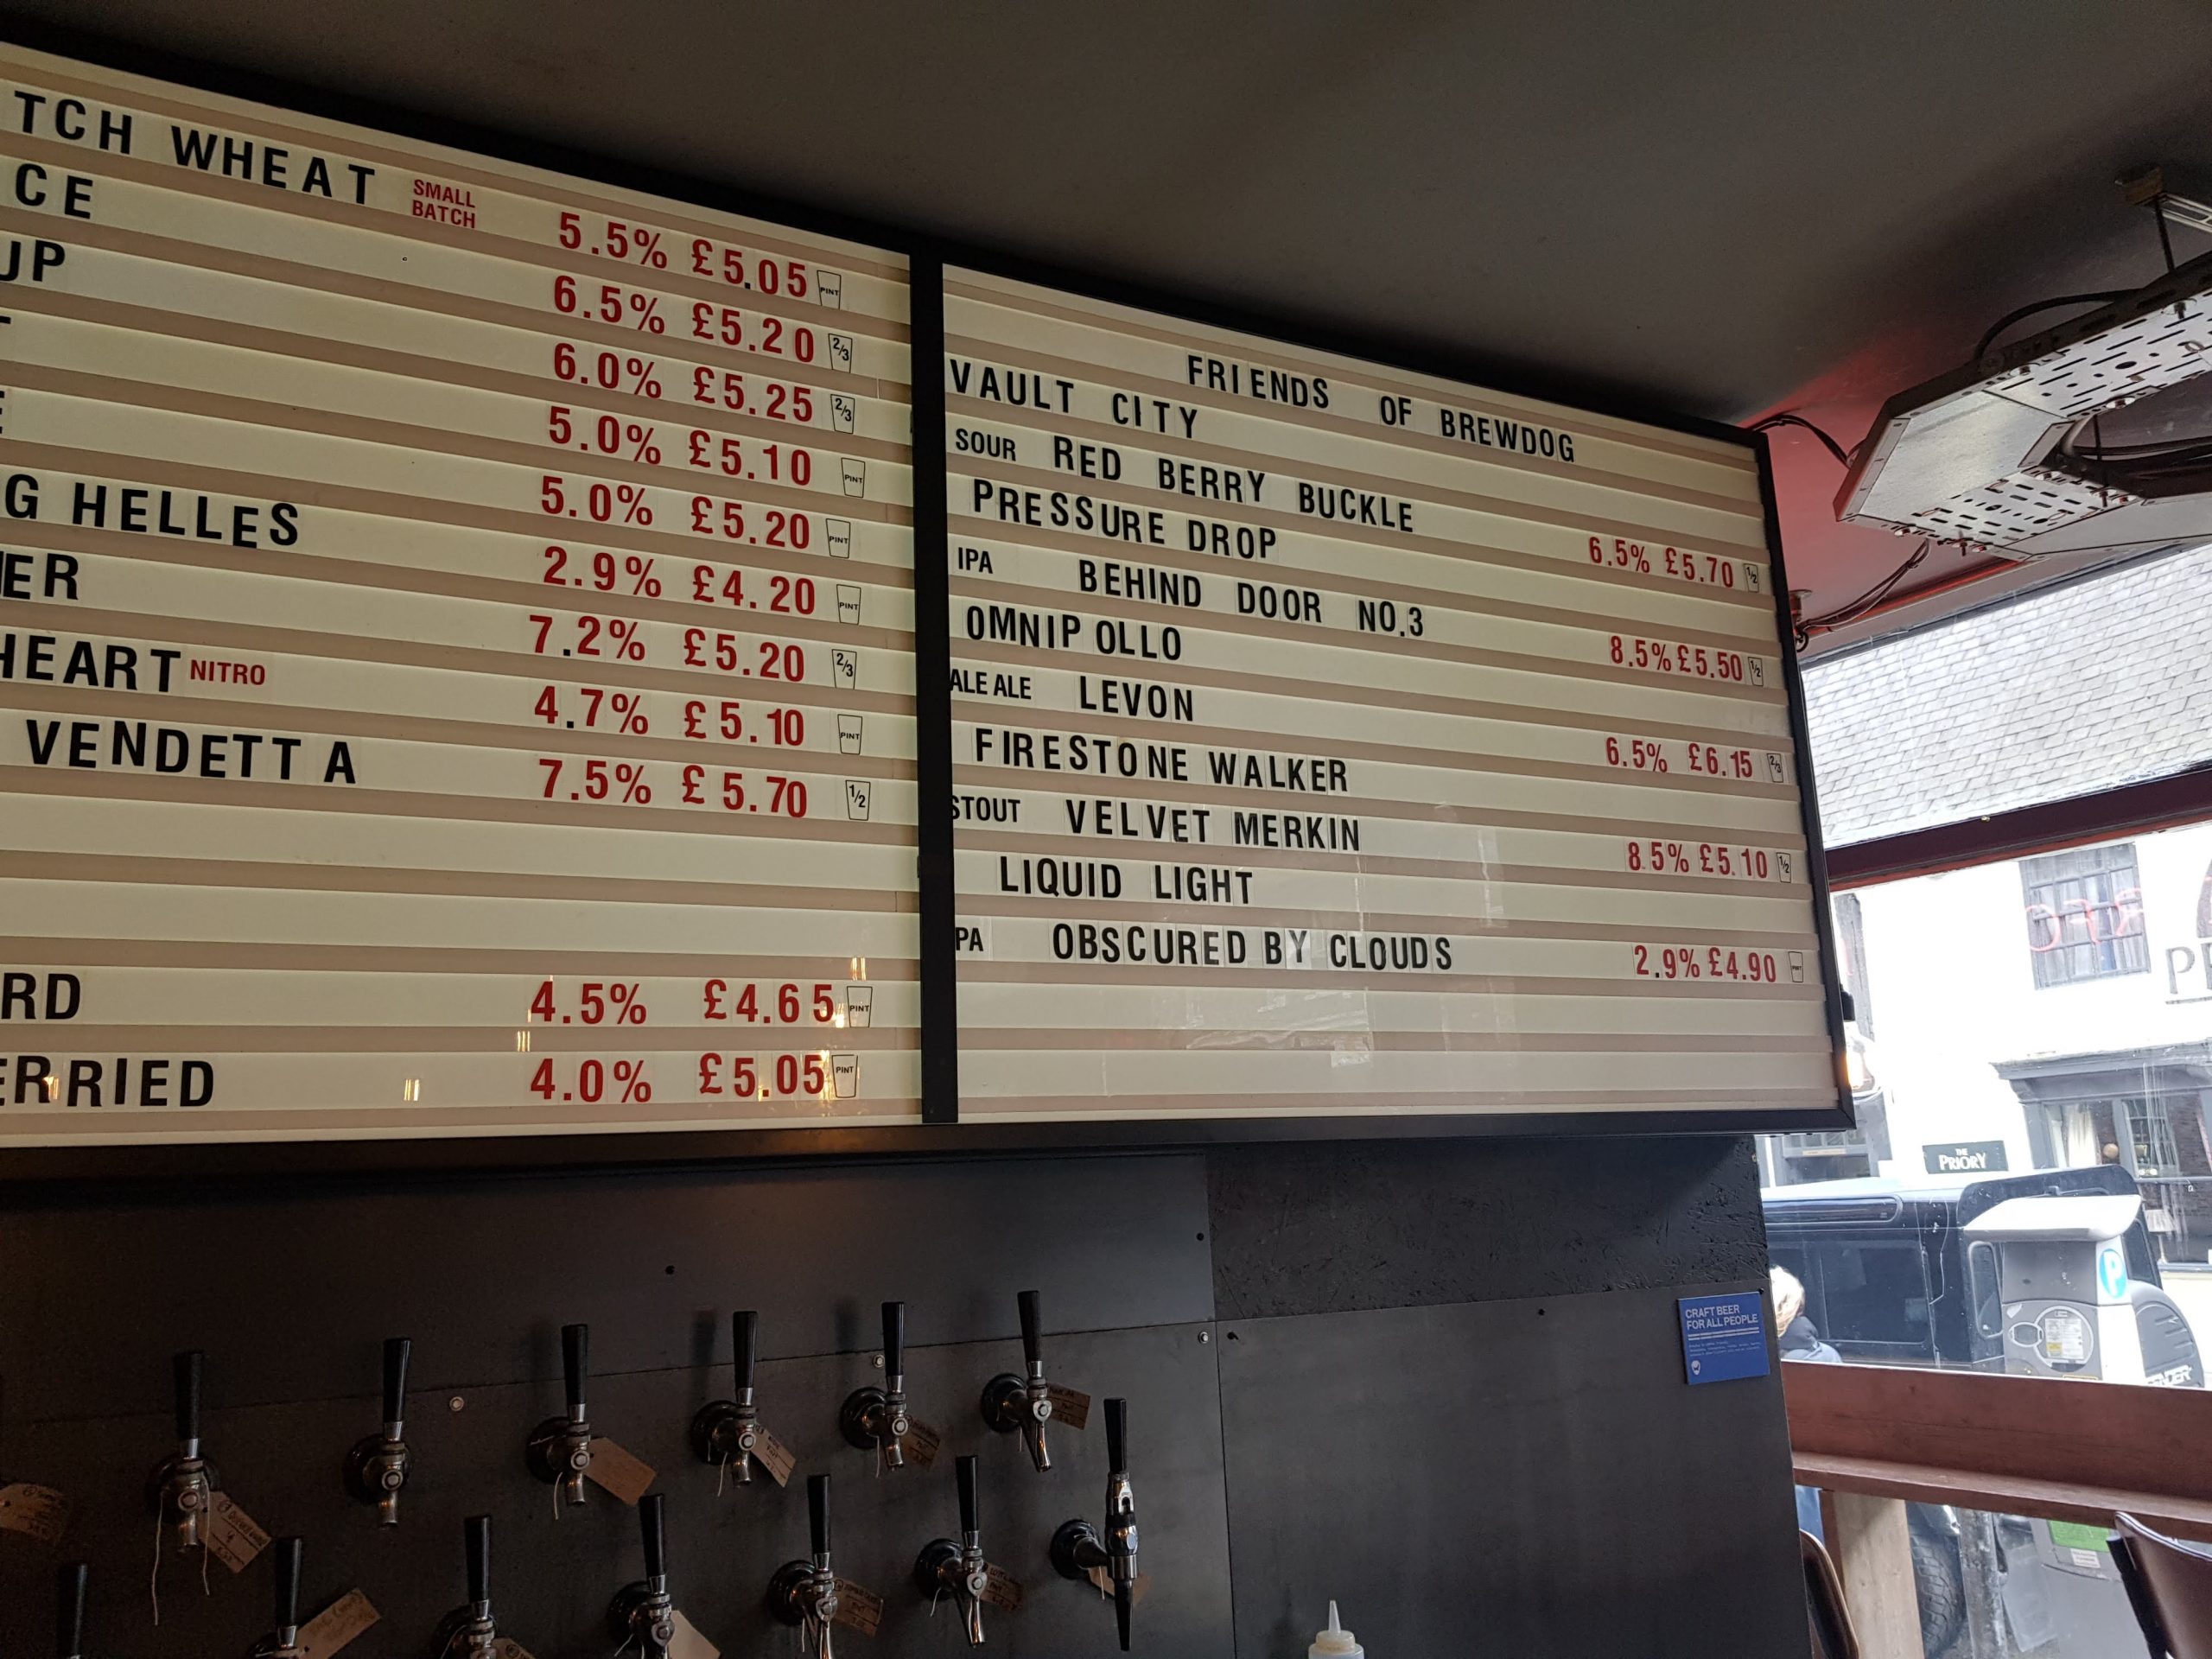 TCH WHEAT SMALL BATCH 5.5% £5.05 PINT
CE 6.5% £5.20 2/3
UP 6.0% £5.25 2/3
5.0% £5.10 PINT
E 5.0% £5.20 PINT
G HELLES 2.9% £4.20 PINT
ER 7.2% £5.20 2/3
HEART NITRO 4.7% £5.10 PINT
VENDETTA 7.5% £5.70 1/2
RD 4.5% £4.65 PINT
ERRIED 4.0% £5.05 PINT
FRIENDS OF BREWDOG
VAULT CITY
SOUR RED BERRY BUCKLE 6.5% £5.70 1/2
PRESSURE DROP
IPA BEHIND DOOR NO.3 8.5% £5.50 1/2
OMNIPOLLO
ALE ALE LEVON 6.5% £6.15 2/3
FIRESTONE WALKER
STOUT VELVET MERKIN 8.5% £5.10 1/2
LIQUID LIGHT
PA OBSCURED BY CLOUDS 2.9% £4.90 PINT
THE PRIORY
P
CRAFT BEER
FOR ALL PEOPLE